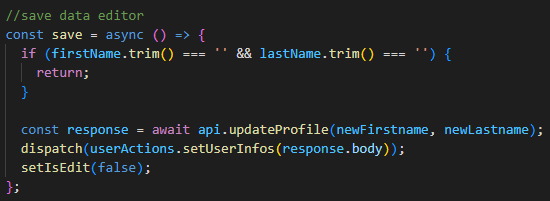 //save data editor
const save = async () => {
  if (firstName.trim() === '' && lastName.trim() === '') {
    return;
  }

  const response = await api.updateProfile(newFirstname, newLastname);
  dispatch(userActions.setUserInfos(response.body));
  setIsEdit(false);
};